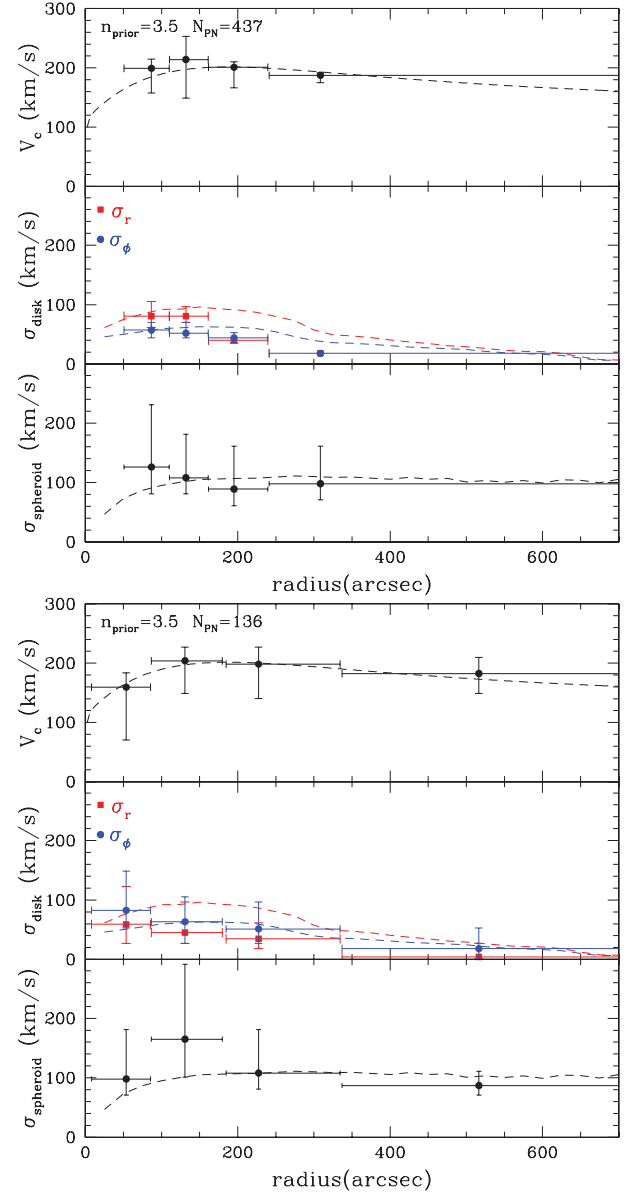 n_prior=3.5 N_PN=437
300
200
100
0
V_c (km/s)
σ_r
σ_φ
200
100
0
σ_disk (km/s)
200
100
0
σ_spheroid (km/s)
0 200 400 600
radius(arcsec)
n_prior=3.5 N_PN=136
300
200
100
0
V_c (km/s)
σ_r
σ_φ
200
100
0
σ_disk (km/s)
200
100
0
σ_spheroid (km/s)
0 200 400 600
radius(arcsec)